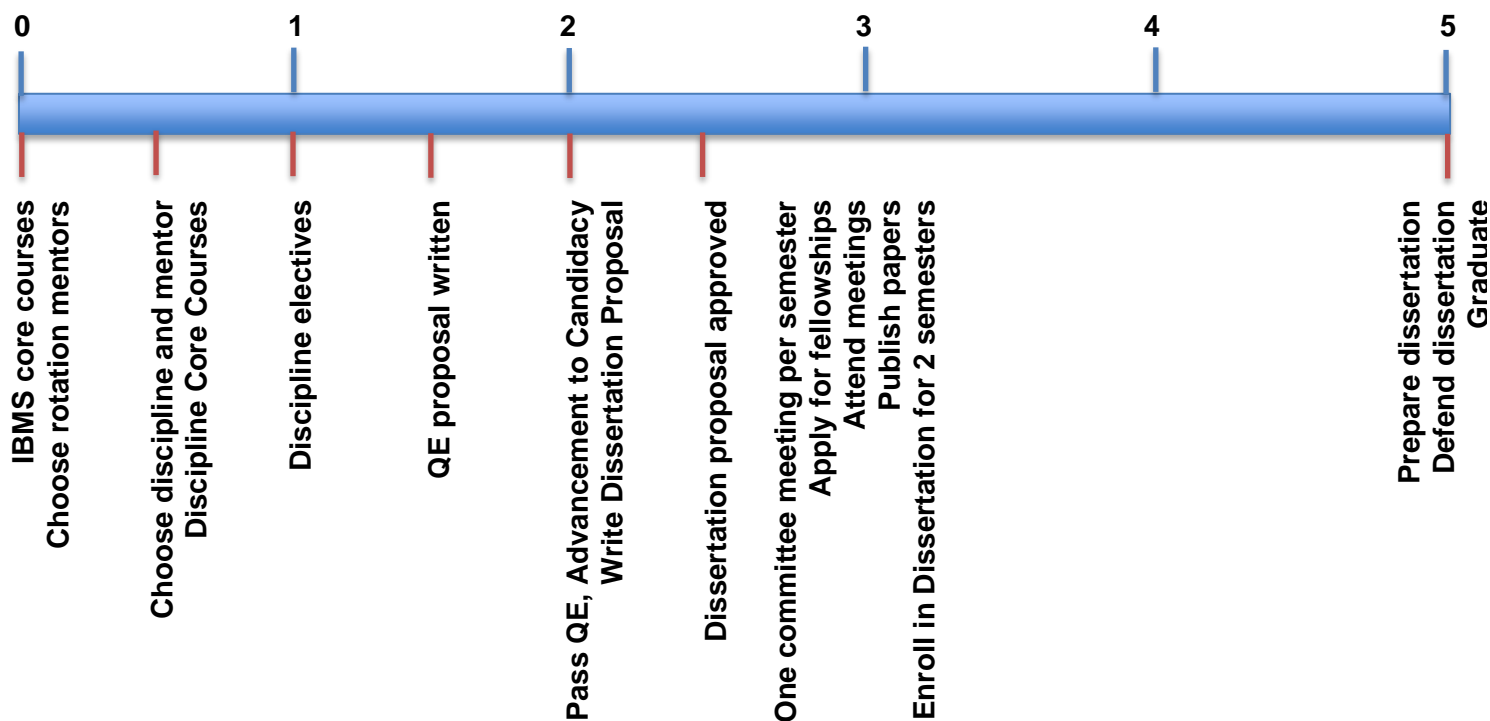 0
1
2
3
4
5
IBMS core courses
Choose rotation mentors
Choose discipline and mentor
Discipline Core Courses
Discipline electives
QE proposal written
Pass QE, Advancement to Candidacy
Write Dissertation Proposal
Dissertation proposal approved
One committee meeting per semester
Apply for fellowships
Attend meetings
Publish papers
Enroll in Dissertation for 2 semesters
Prepare dissertation
Defend dissertation
Graduate